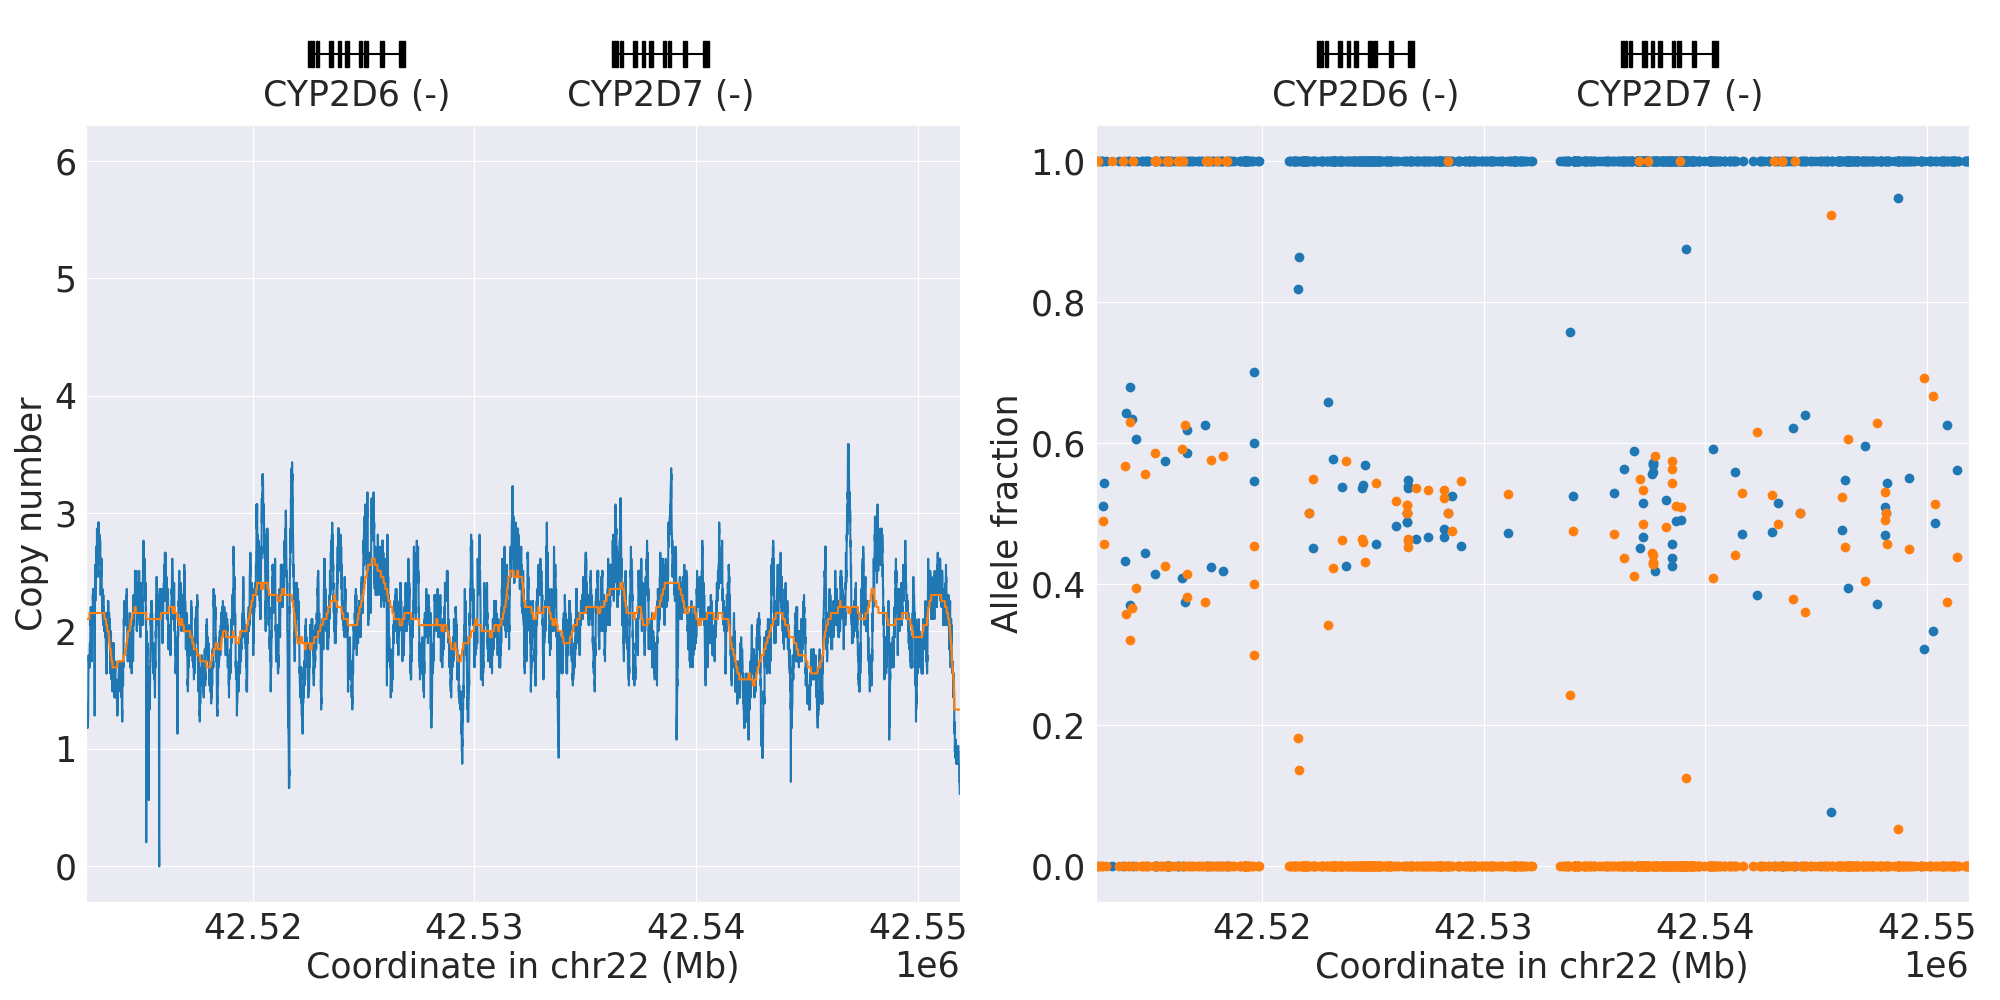 CYP2D6 (-) CYP2D7 (-)
6
5
4
3
2
1
0
Copy number
42.52 42.53 42.54 42.55
Coordinate in chr22 (Mb) 1e6
CYP2D6 (-) CYP2D7 (-)
1.0
0.8
0.6
0.4
0.2
0.0
Allele fraction
42.52 42.53 42.54 42.55
Coordinate in chr22 (Mb) 1e6